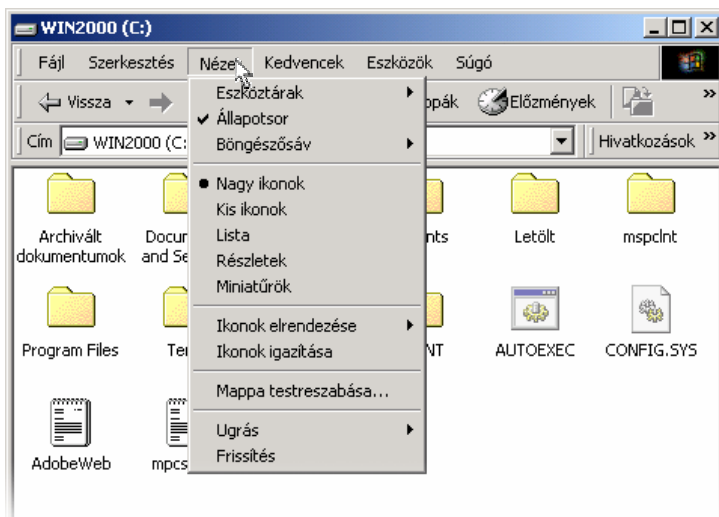 WIN2000 (C:)
Fájl Szerkesztés Nézet Kedvencek Eszközök Súgó
Vissza Előzmények
Cím WIN2000 (C: Hivatkozások
Eszköztárak
Állapotsor
Böngészősáv
Nagy ikonok
Kis ikonok
Lista
Részletek
Miniatűrök
Ikonok elrendezése
Ikonok igazítása
Mappa testreszabása...
Ugrás
Frissítés
Archivált
dokumentumok
Letölt
mspclnt
Program Files
AUTOEXEC
CONFIG.SYS
AdobeWeb